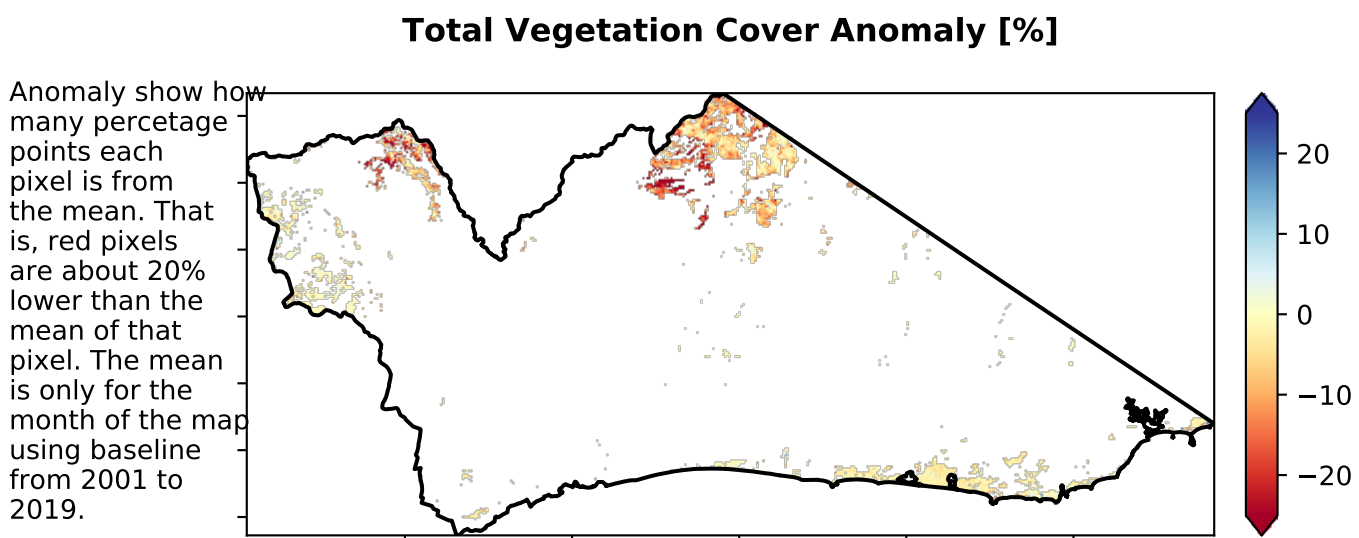 Total Vegetation Cover Anomaly [%]
Anomaly show how
many percetage
points each
pixel is from
the mean. That
is, red pixels
are about 20%
lower than the
mean of that
pixel. The mean
is only for the
month of the map
using baseline
from 2001 to
2019.
20
10
0
−10
−20